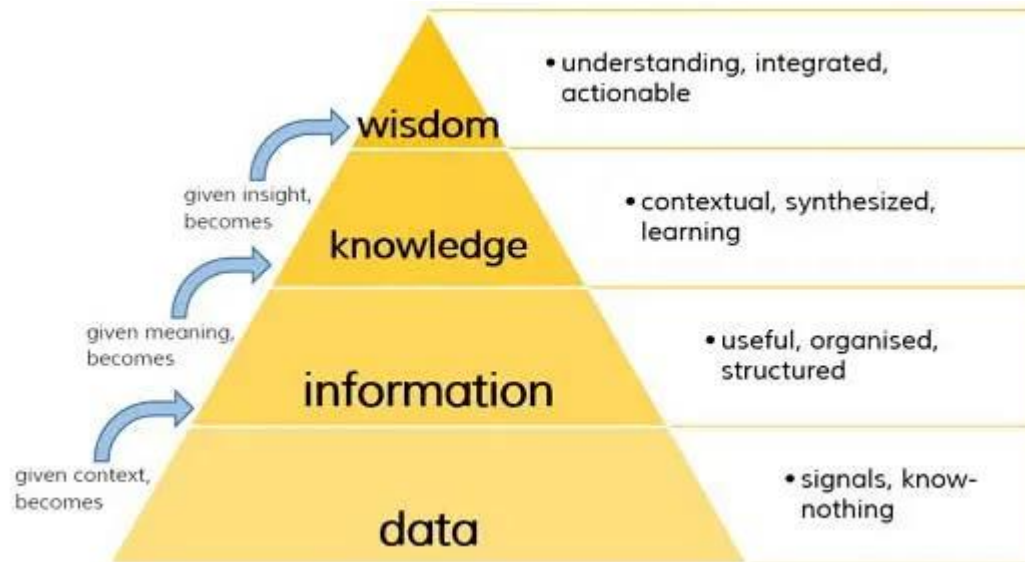 • understanding, integrated,
actionable
wisdom
given insight,
becomes
• contextual, synthesized,
learning
knowledge
given meaning,
becomes
• useful, organised,
structured
information
given context,
becomes
• signals, know-
nothing
data